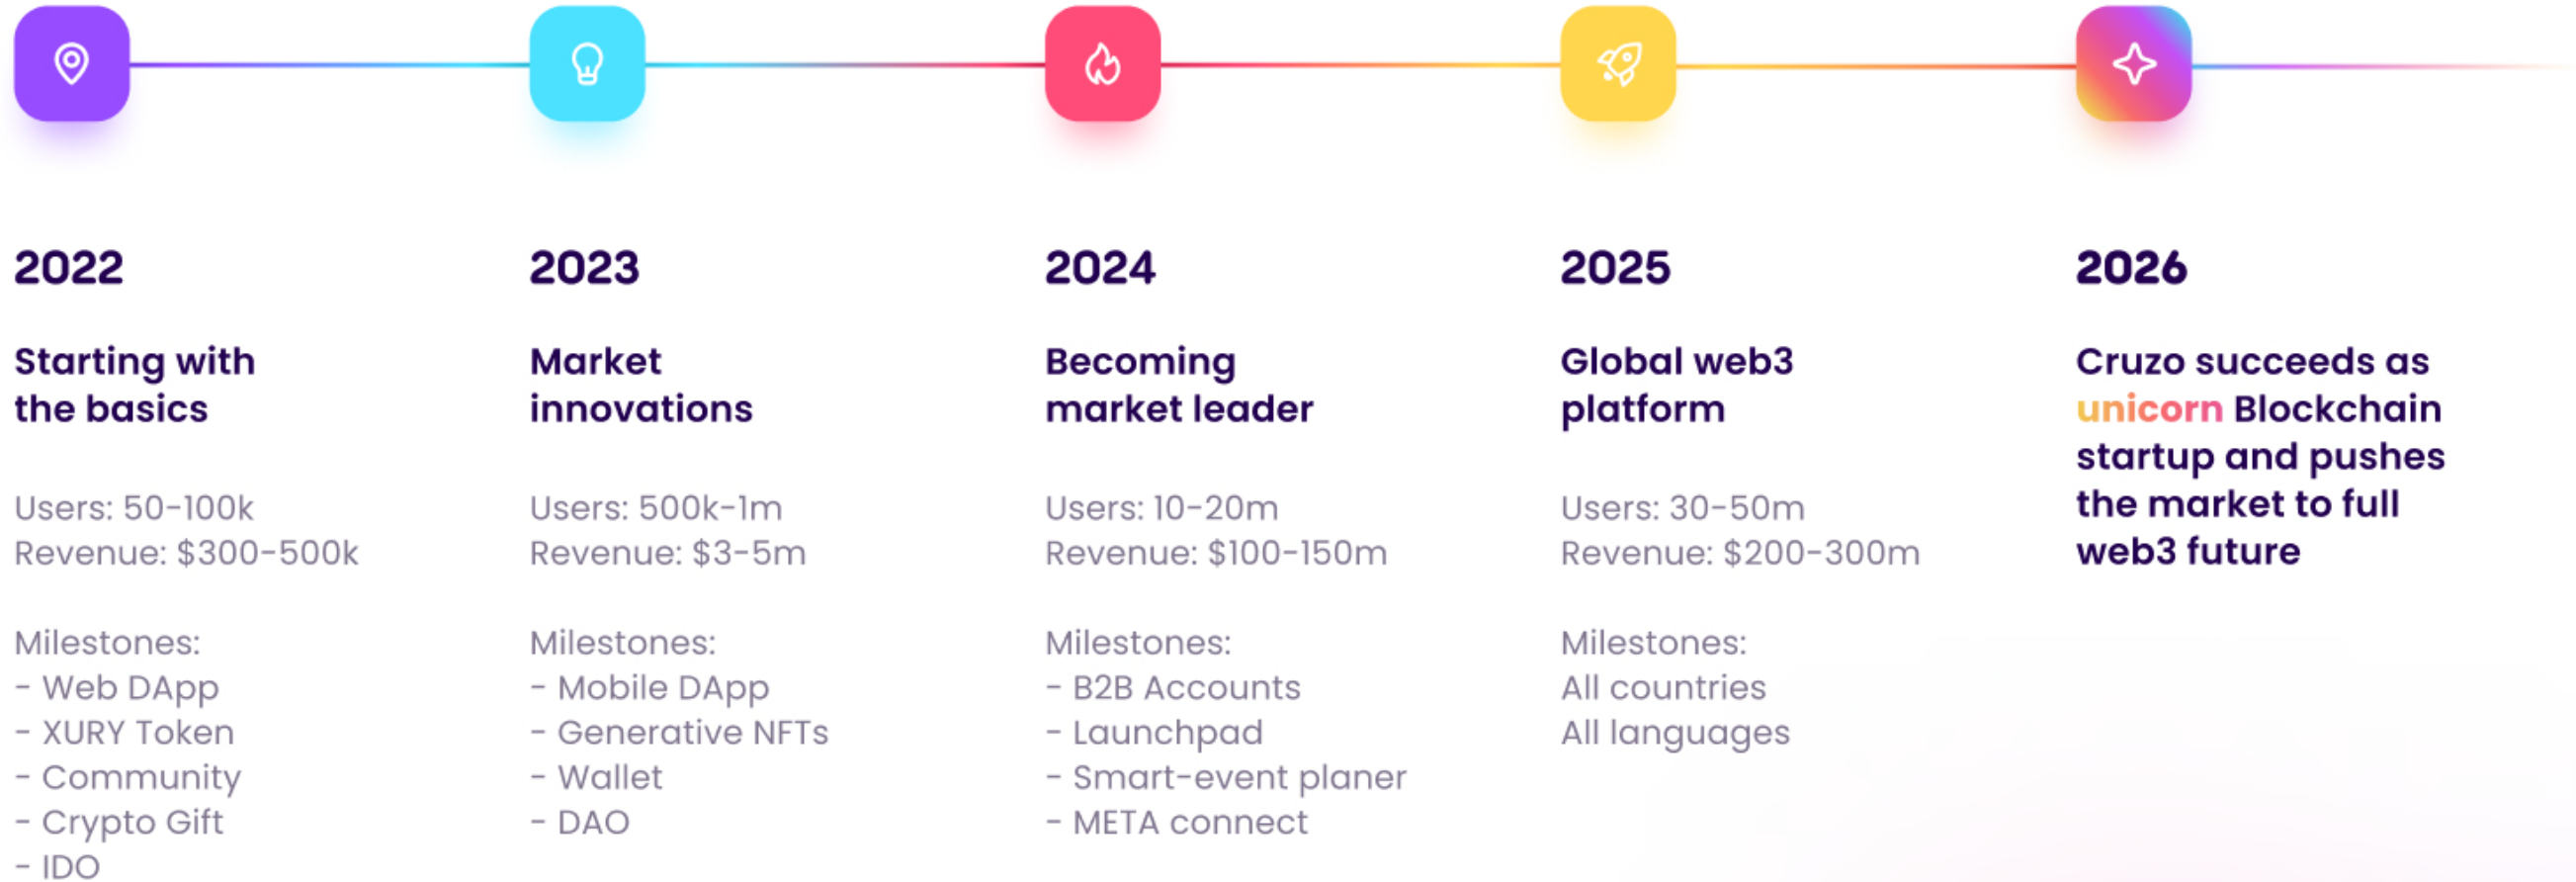 2022
Starting with
the basics
Users: 50-100k
Revenue: $300-500k
Milestones:
- Web DApp
- XURY Token
- Community
- Crypto Gift
- IDO
2023
Market
innovations
Users: 500k-1m
Revenue: $3-5m
Milestones:
- Mobile DApp
- Generative NFTs
- Wallet
- DAO
2024
Becoming
market leader
Users: 10-20m
Revenue: $100-150m
Milestones:
- B2B Accounts
- Launchpad
- Smart-event planer
- META connect
2025
Global web3
platform
Users: 30-50m
Revenue: $200-300m
Milestones:
All countries
All languages
2026
Cruzo succeeds as
unicorn Blockchain
startup and pushes
the market to full
web3 future